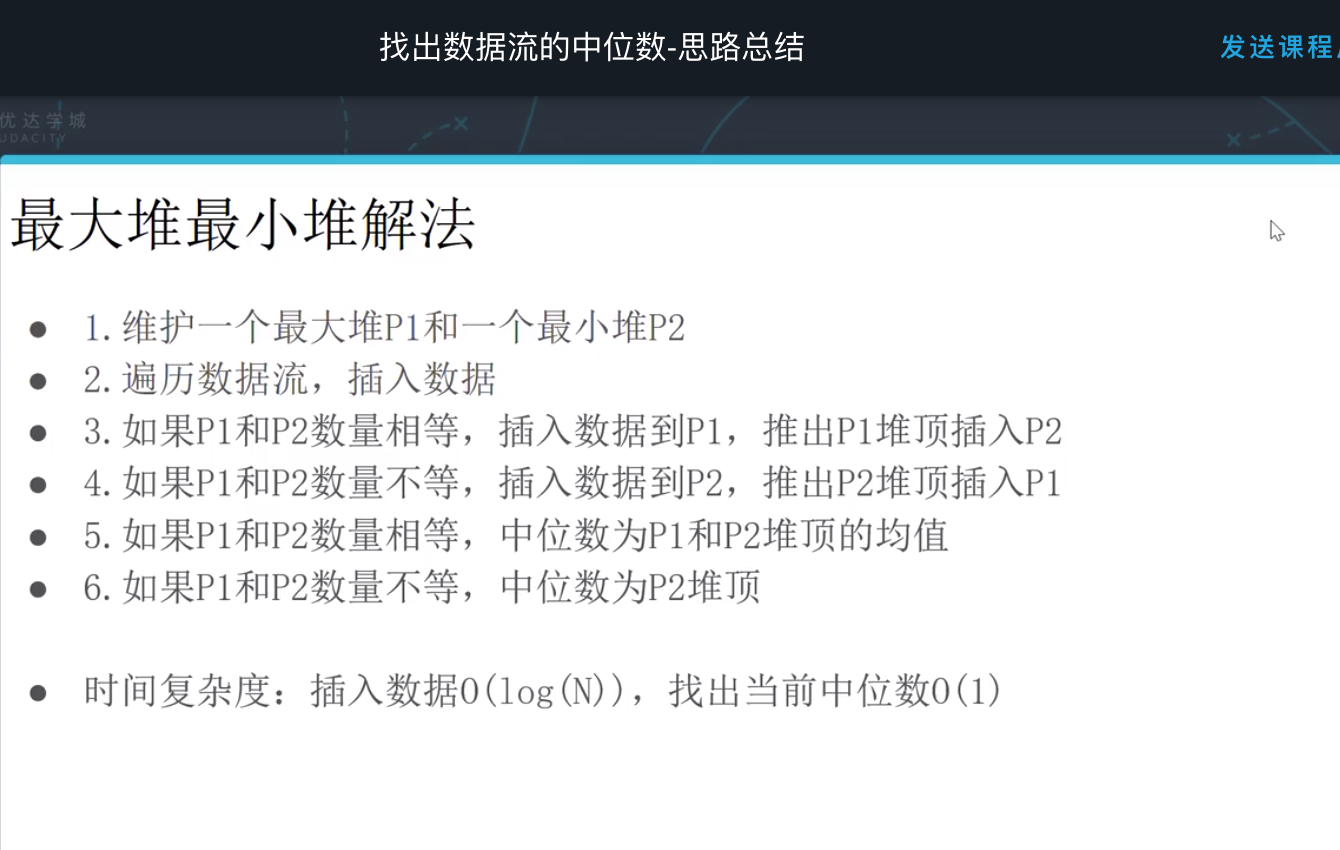 找出数据流的中位数-思路总结
发送课程
优达学城
UDACITY
最大堆最小堆解法
● 1.维护一个最大堆P1和一个最小堆P2
● 2.遍历数据流，插入数据
● 3.如果P1和P2数量相等，插入数据到P1，推出P1堆顶插入P2
● 4.如果P1和P2数量不等，插入数据到P2，推出P2堆顶插入P1
● 5.如果P1和P2数量相等，中位数为P1和P2堆顶的均值
● 6.如果P1和P2数量不等，中位数为P2堆顶
● 时间复杂度：插入数据O(log(N))，找出当前中位数O(1)